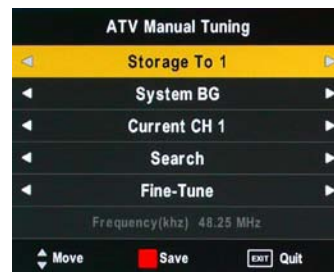 ATV Manual Tuning
Storage To 1
System BG
Current CH 1
Search
Fine-Tune
Frequency(khz) 48.25 MHz
Move Save EXIT Quit